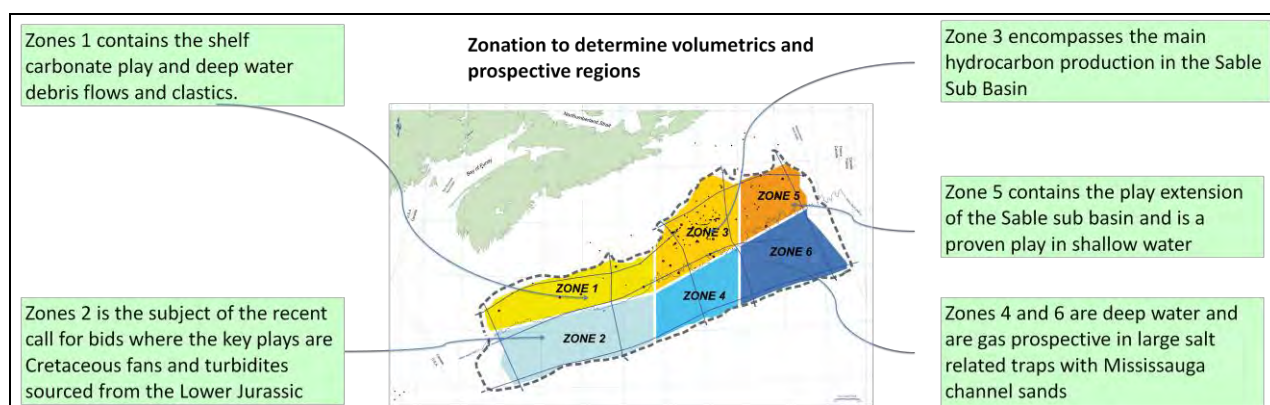 Zones 1 contains the shelf
carbonate play and deep water
debris flows and clastics.
Zonation to determine volumetrics and
prospective regions
Zone 3 encompasses the main
hydrocarbon production in the Sable
Sub Basin
Northumberland Strait
Bay of Fundy
ZONE 5
ZONE 3
ZONE 6
ZONE 1
ZONE 4
ZONE 2
Zone 5 contains the play extension
of the Sable sub basin and is a
proven play in shallow water
Zones 2 is the subject of the recent
call for bids where the key plays are
Cretaceous fans and turbidites
sourced from the Lower Jurassic
Zones 4 and 6 are deep water and
are gas prospective in large salt
related traps with Mississauga
channel sands